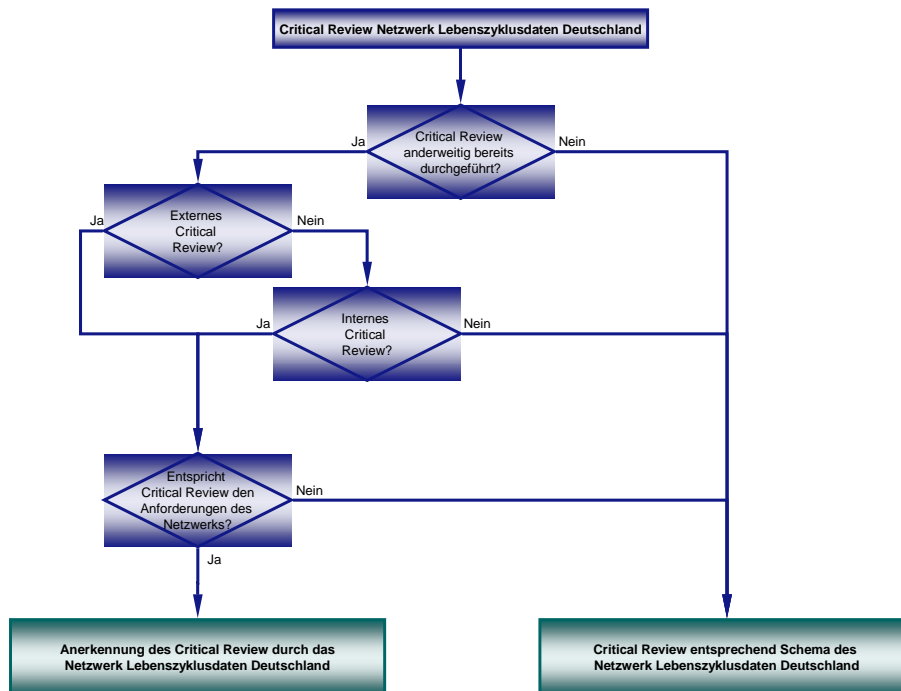 Critical Review Netzwerk Lebenszyklusdaten Deutschland
Critical Review
anderweitig bereits
durchgeführt?
Ja
Nein
Externes
Critical
Review?
Ja
Nein
Internes
Critical
Review?
Ja
Nein
Entspricht
Critical Review den
Anforderungen des
Netzwerks?
Nein
Ja
Anerkennung des Critical Review durch das
Netzwerk Lebenszyklusdaten Deutschland
Critical Review entsprechend Schema des
Netzwerk Lebenszyklusdaten Deutschland